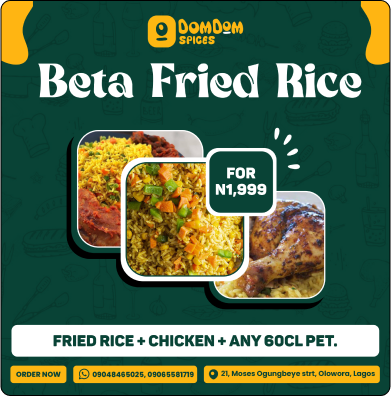 DOMDOM
SPICES
Beta Fried Rice
FOR
N1,999
FRIED RICE + CHICKEN + ANY 60CL PET.
ORDER NOW
09048465025, 09065581719
21, Moses Ogungbeye strt, Olowora, Lagos